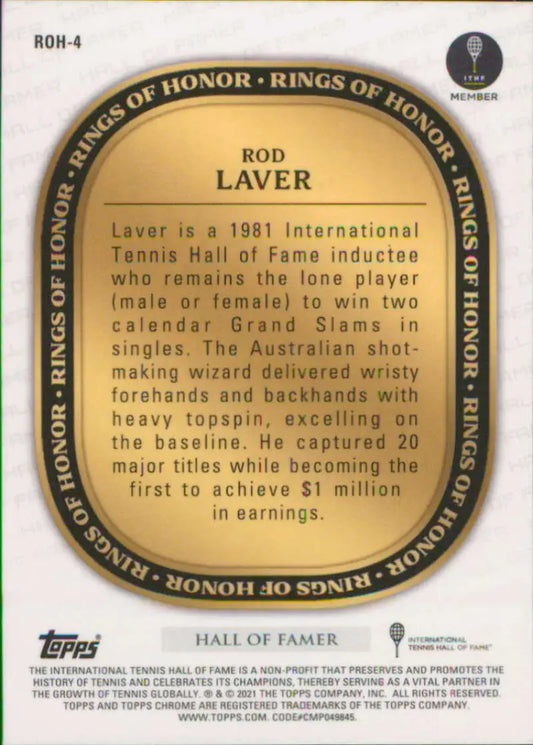 ROH-4
ITHF
MEMBER
RINGS OF HONOR • RINGS OF HONOR • RINGS OF HONOR • RINGS OF HONOR • RINGS OF HONOR • RINGS OF HONOR •
ROD
LAVER
Laver is a 1981 International
Tennis Hall of Fame inductee
who remains the lone player
(male or female) to win two
calendar Grand Slams in
singles. The Australian shot-
making wizard delivered wristy
forehands and backhands with
heavy topspin, excelling on
the baseline. He captured 20
major titles while becoming the
first to achieve $1 million
in earnings.
Topps®
HALL OF FAMER
INTERNATIONAL
TENNIS HALL OF FAME™
THE INTERNATIONAL TENNIS HALL OF FAME IS A NON-PROFIT THAT PRESERVES AND PROMOTES THE
HISTORY OF TENNIS AND CELEBRATES ITS CHAMPIONS, THEREBY SERVING AS A VITAL PARTNER IN
THE GROWTH OF TENNIS GLOBALLY. ® & © 2021 THE TOPPS COMPANY, INC. ALL RIGHTS RESERVED.
TOPPS AND TOPPS CHROME ARE REGISTERED TRADEMARKS OF THE TOPPS COMPANY.
WWW.TOPPS.COM. CODE#CMP049845.